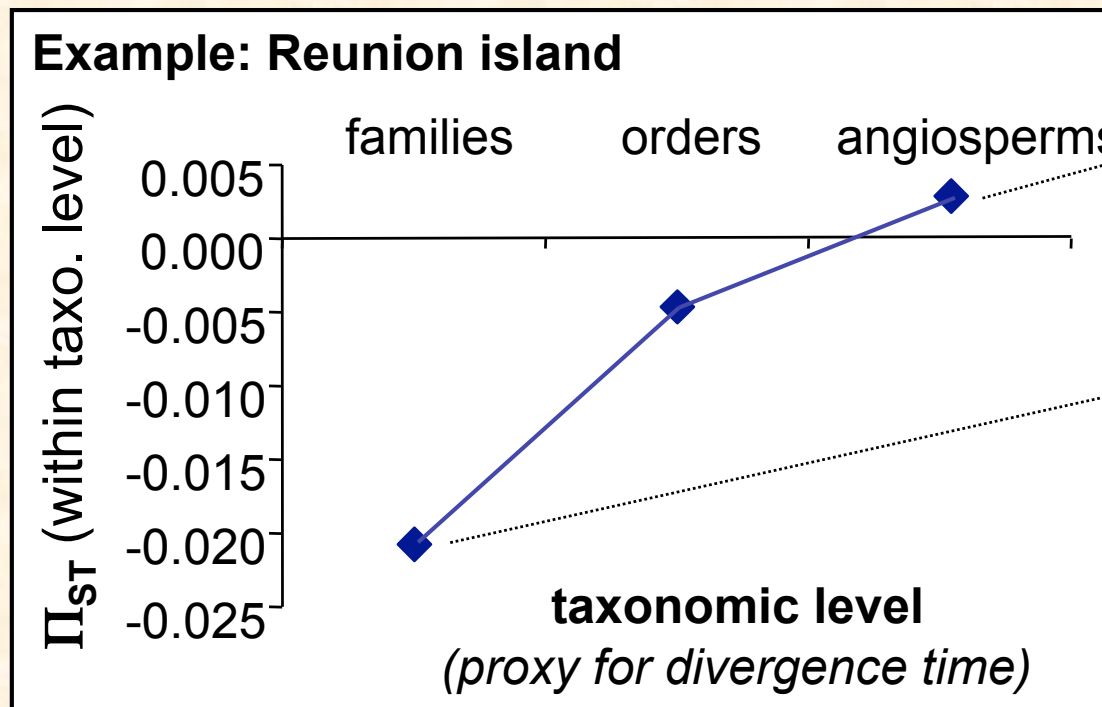 Example: Reunion island
families orders angiosperms
0.005
0.000
-0.005
-0.010
-0.015
-0.020
-0.025
ΠST (within taxo. level)
taxonomic level
(proxy for divergence time)